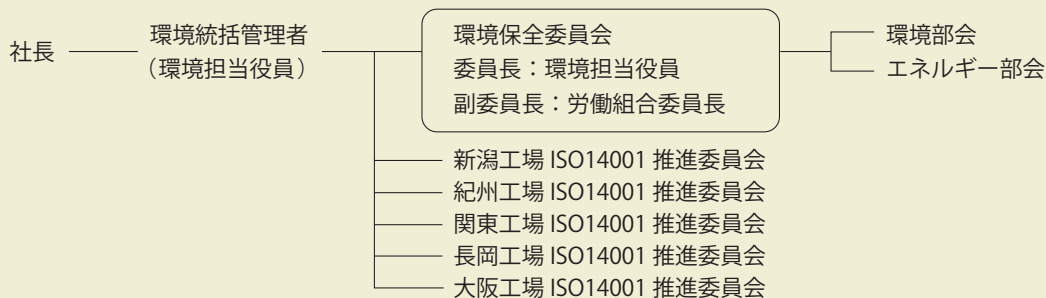 社長
環境統括管理者
（環境担当役員）
環境保全委員会
委員長：環境担当役員
副委員長：労働組合委員長
環境部会
エネルギー部会
新潟工場 ISO14001 推進委員会
紀州工場 ISO14001 推進委員会
関東工場 ISO14001 推進委員会
長岡工場 ISO14001 推進委員会
大阪工場 ISO14001 推進委員会